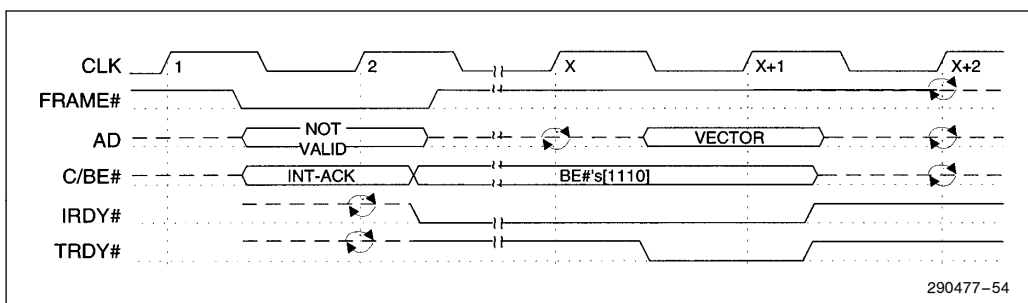 CLK 1 2 X X+1 X+2
FRAME#
AD NOT VALID VECTOR
C/BE# INT-ACK BE#'s[1110]
IRDY#
TRDY#
290477-54